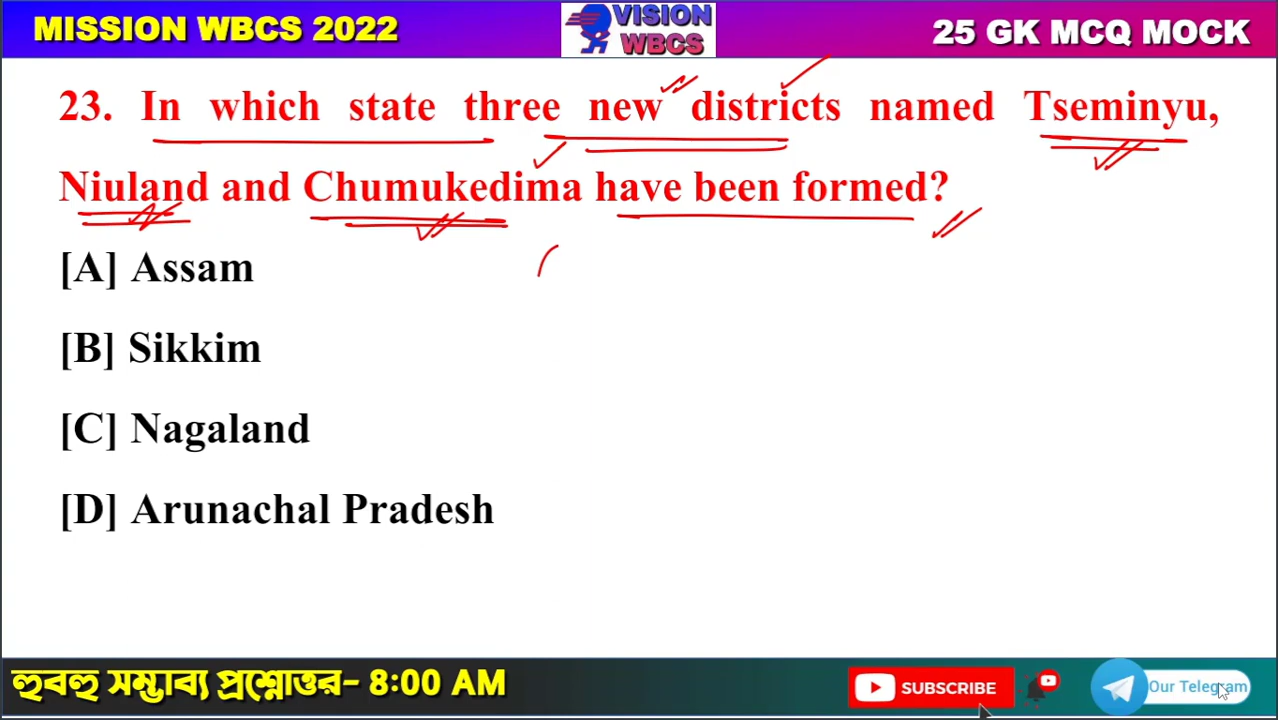 MISSION WBCS 2022
VISION
WBCS
25 GK MCQ MOCK
23. In which state three new districts named Tseminyu,
Niuland and Chumukedima have been formed?
[A] Assam
[B] Sikkim
[C] Nagaland
[D] Arunachal Pradesh
হুবহু সম্ভাব্য প্রশ্নোত্তর- 8:00 AM
SUBSCRIBE
Our Telegram